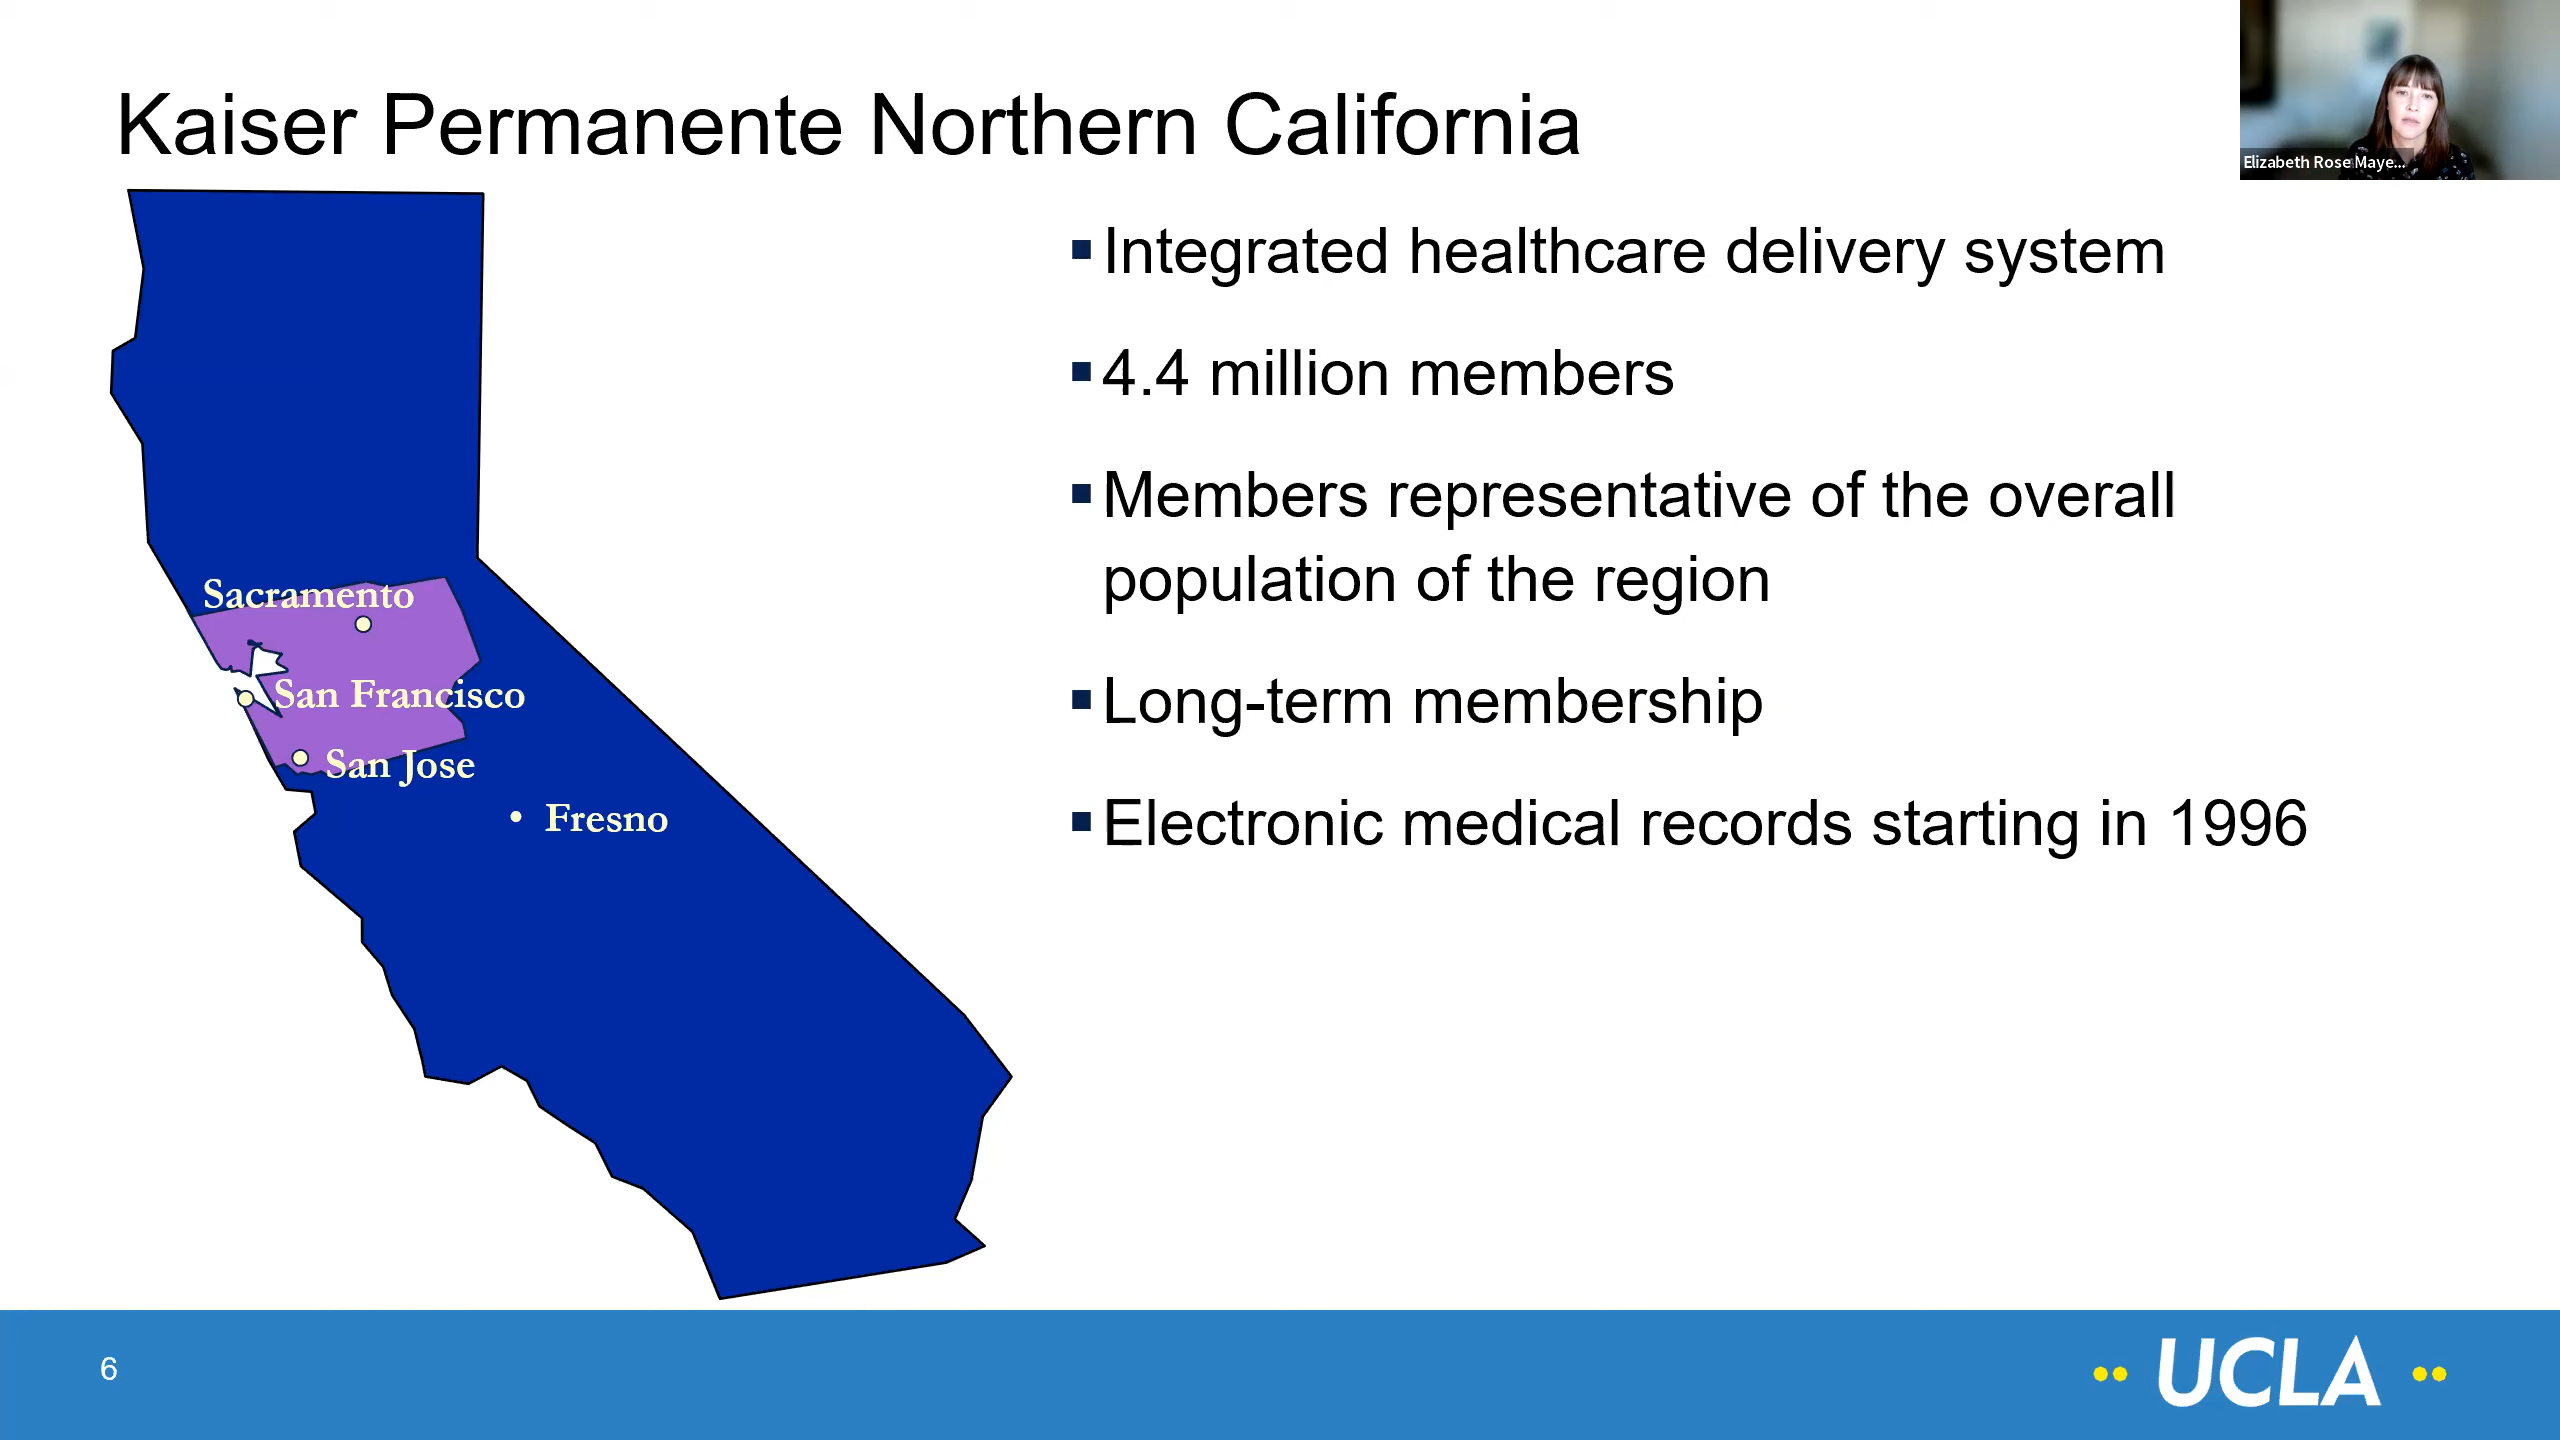 Kaiser Permanente Northern California
Elizabeth Rose Maye...
▪Integrated healthcare delivery system
▪4.4 million members
▪Members representative of the overall
population of the region
▪Long-term membership
▪Electronic medical records starting in 1996
Sacramento
San Francisco
San Jose
• Fresno
6
UCLA